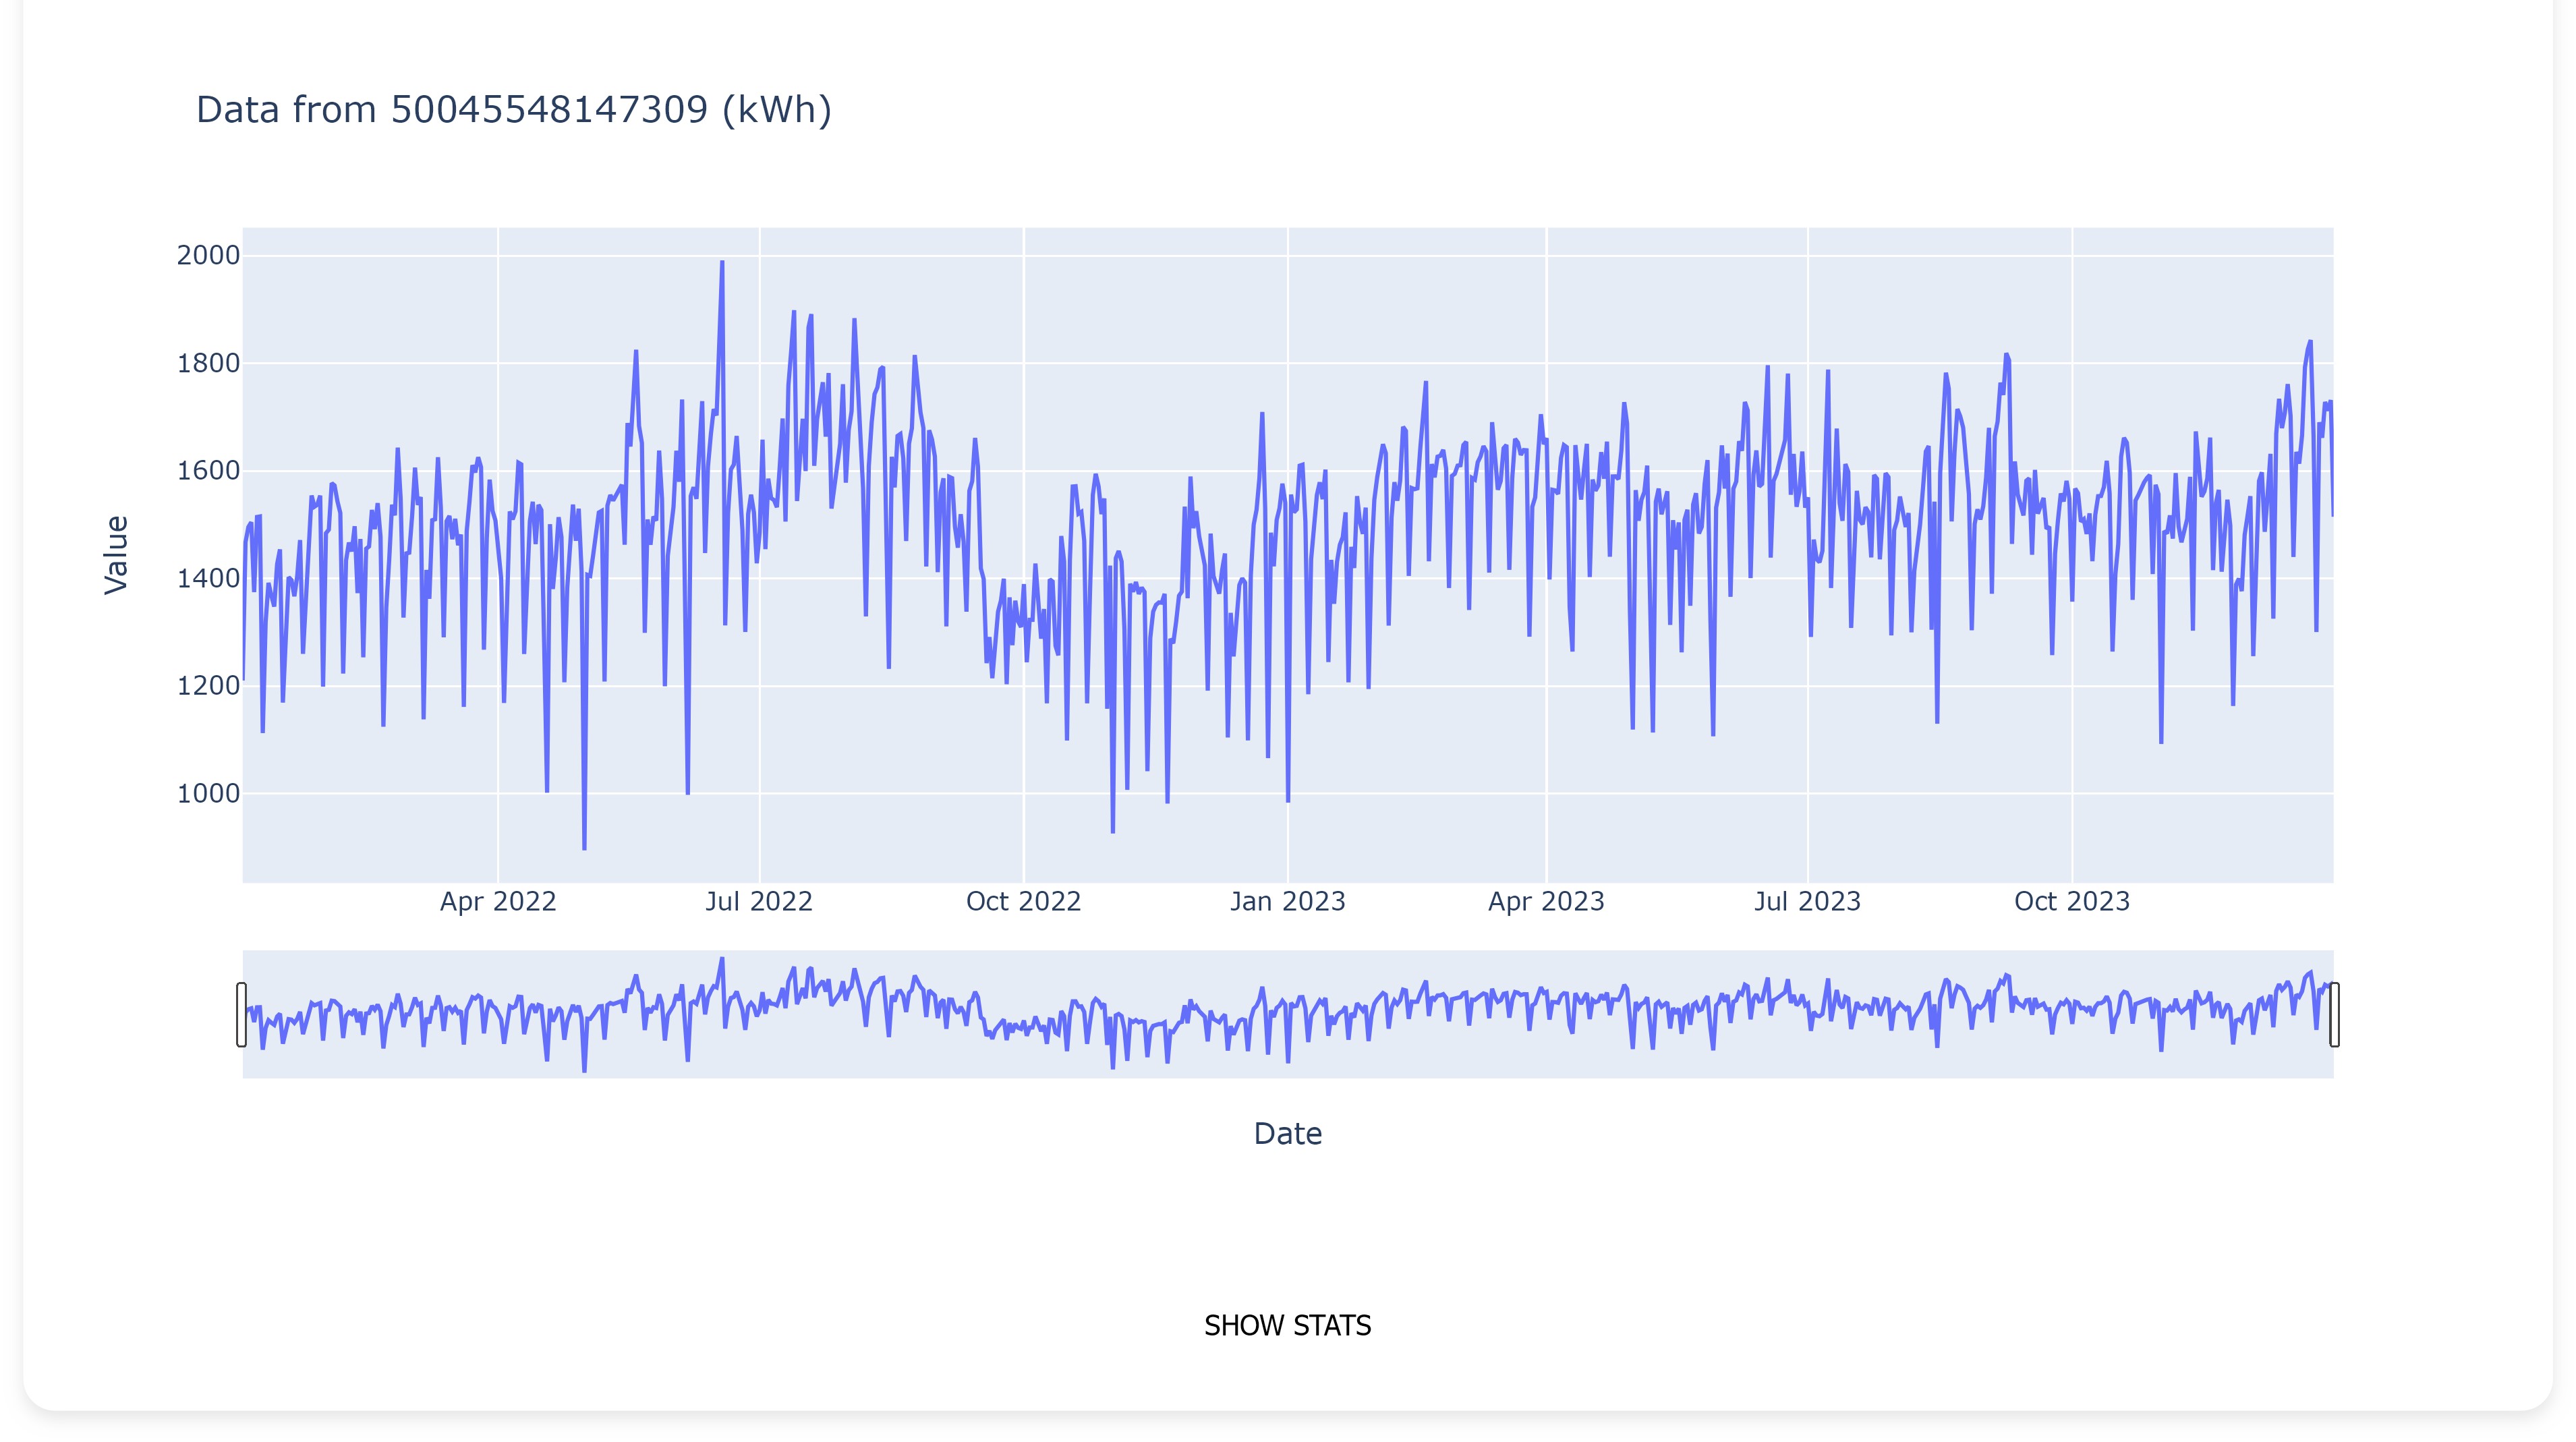 Data from 50045548147309 (kWh)
2000
1800
1600
1400
1200
1000
Value
Apr 2022
Jul 2022
Oct 2022
Jan 2023
Apr 2023
Jul 2023
Oct 2023
Date
SHOW STATS